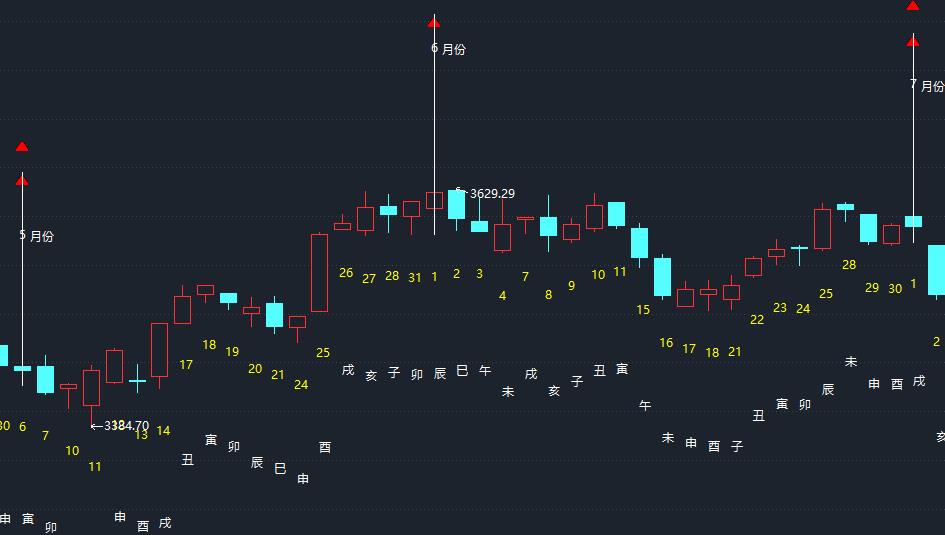 6 月份
7 月份
3629.29
5 月份
26
27
28
31
1
2
3
4
7
8
9
10
11
15
16
17
18
21
22
23
24
25
28
29
30
1
2
17
18
19
20
21
24
25
←3384.70
30
6
7
10
11
12
13
14
戌
亥
子
卯
辰
巳
午
未
戌
亥
子
丑
寅
午
未
申
酉
子
丑
寅
卯
辰
未
申
酉
戌
亥
丑
寅
卯
辰
巳
申
酉
申
寅
卯
申
酉
戌